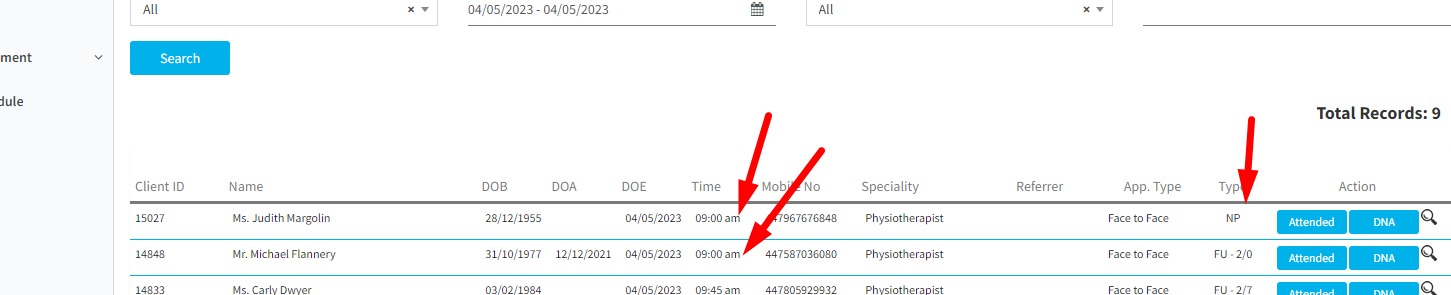 All × 04/05/2023 - 04/05/2023 All ×
ment
Search
dule
Total Records: 9
Client ID Name DOB DOA DOE Time Mobile No Speciality Referrer App. Type Type Action
15027 Ms. Judith Margolin 28/12/1955 04/05/2023 09:00 am 447967676848 Physiotherapist Face to Face NP Attended DNA
14848 Mr. Michael Flannery 31/10/1977 12/12/2021 04/05/2023 09:00 am 447587036080 Physiotherapist Face to Face FU - 2/0 Attended DNA
14833 Ms. Carly Dwyer 03/02/1984 04/05/2023 09:45 am 447805929932 Physiotherapist Face to Face FU - 2/7 Attended DNA